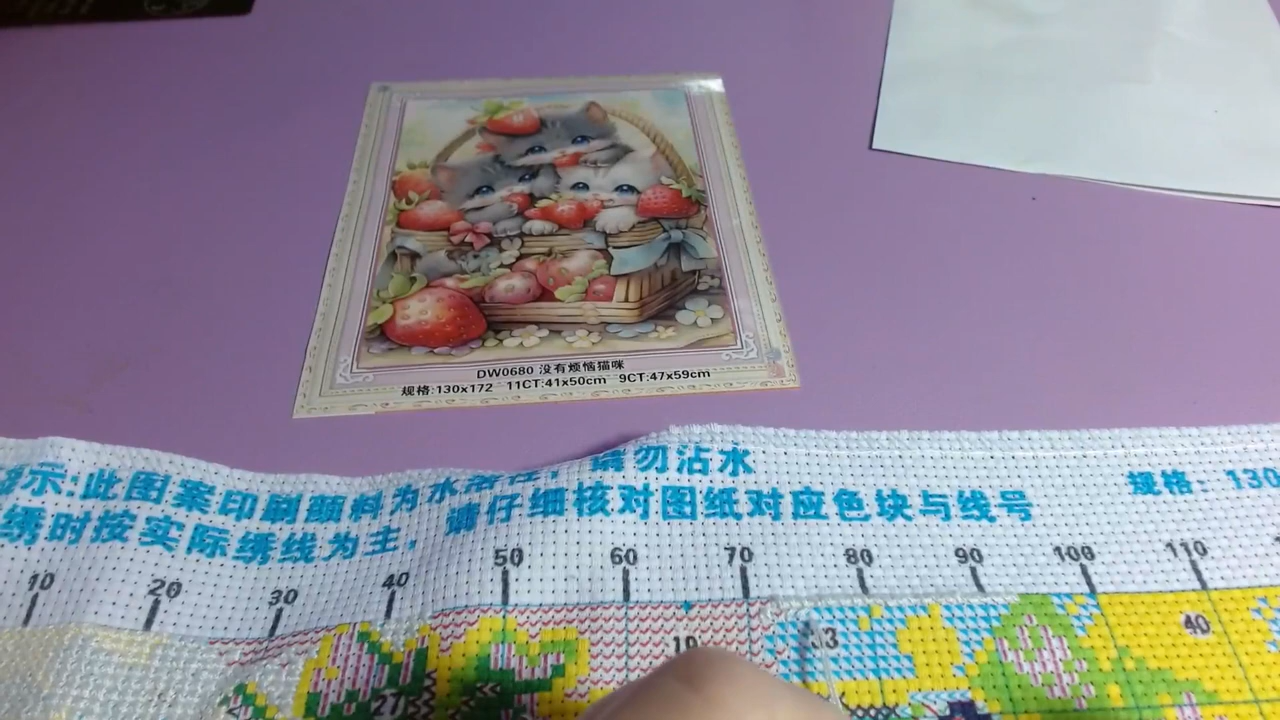 DW0680 没有烦恼猫咪
规格:130x172 11CT:41x50cm 9CT:47x59cm
示:此图案印刷颜料为水溶性,请勿沾水
绣时按实际绣线为主,请仔细核对图纸对应色块与线号
规格: 130
10 20 30 40 50 60 70 80 90 100 110
19 33 40
27